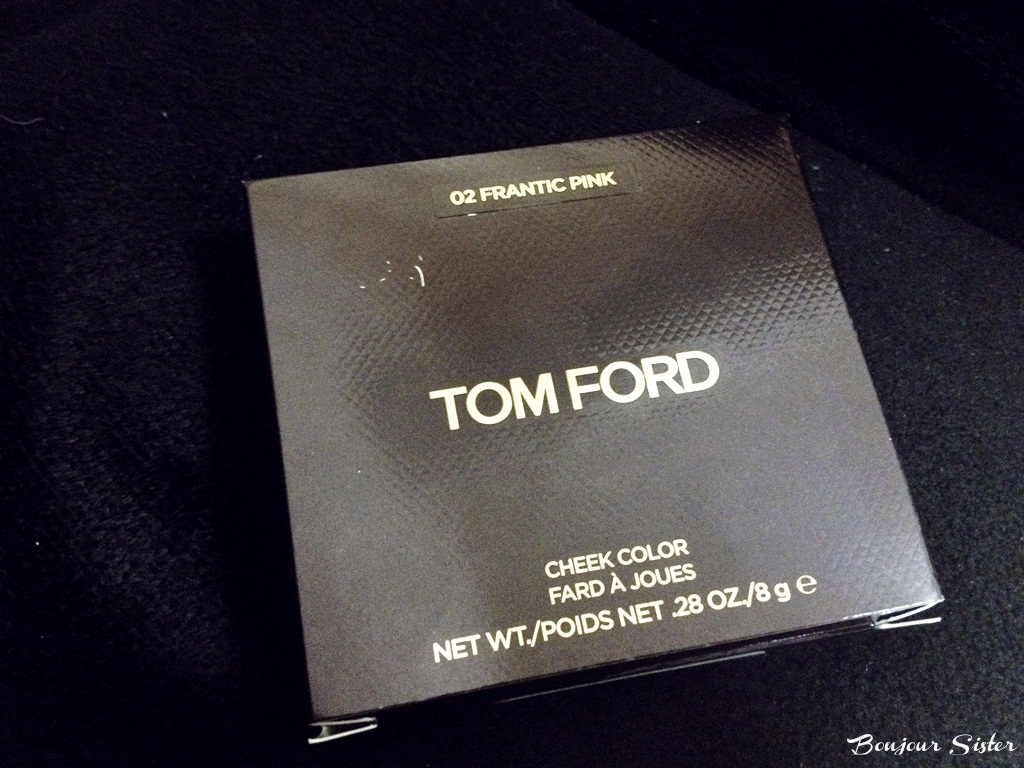 02 FRANTIC PINK
TOM FORD
CHEEK COLOR
FARD À JOUES
NET WT./POIDS NET .28 OZ./8 g ℮
Bonjour Sister